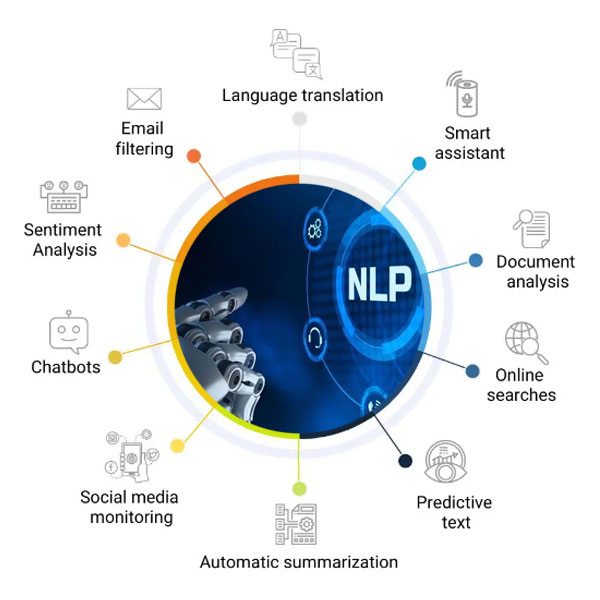 A
文
Language translation
Smart
assistant
Document
analysis
Online
searches
Predictive
text
Automatic summarization
Social media
monitoring
Chatbots
Sentiment
Analysis
Email
filtering
NLP